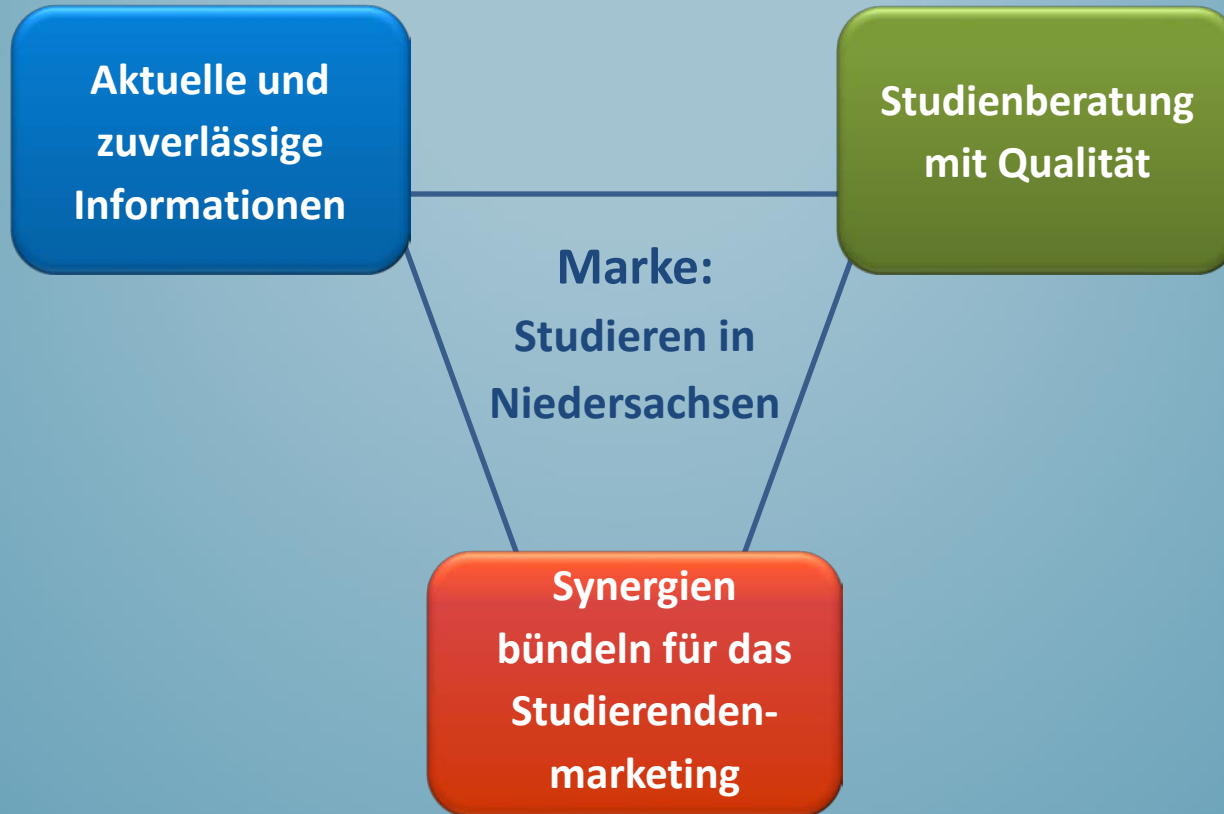 Aktuelle und
zuverlässige
Informationen
Studienberatung
mit Qualität
Marke:
Studieren in
Niedersachsen
Synergien
bündeln für das
Studierenden-
marketing